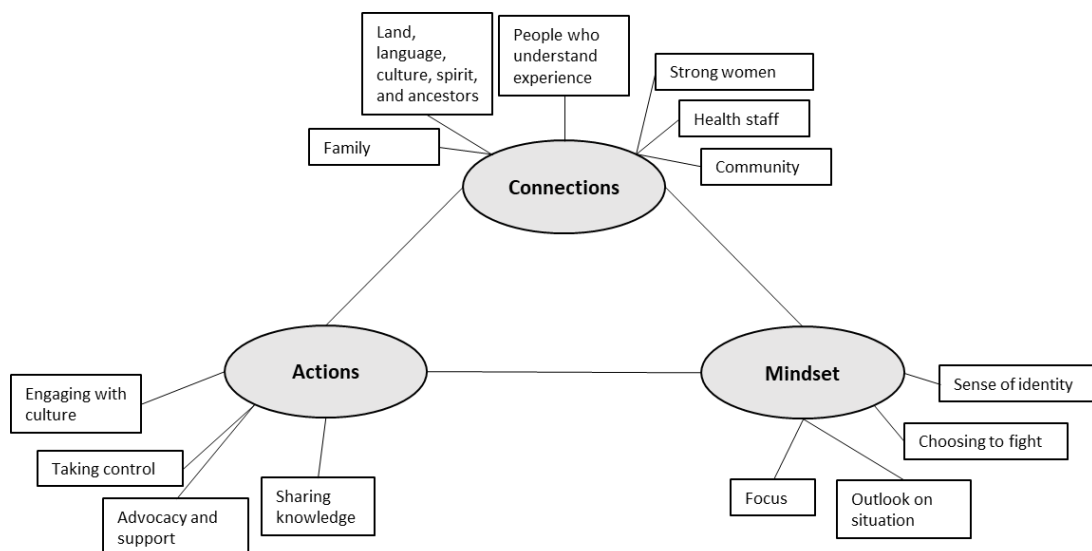 Land,
language,
culture, spirit,
and ancestors
People who
understand
experience
Strong women
Health staff
Family
Community
Connections
Actions
Mindset
Engaging with
culture
Sense of identity
Choosing to fight
Taking control
Sharing
knowledge
Focus
Outlook on
situation
Advocacy and
support